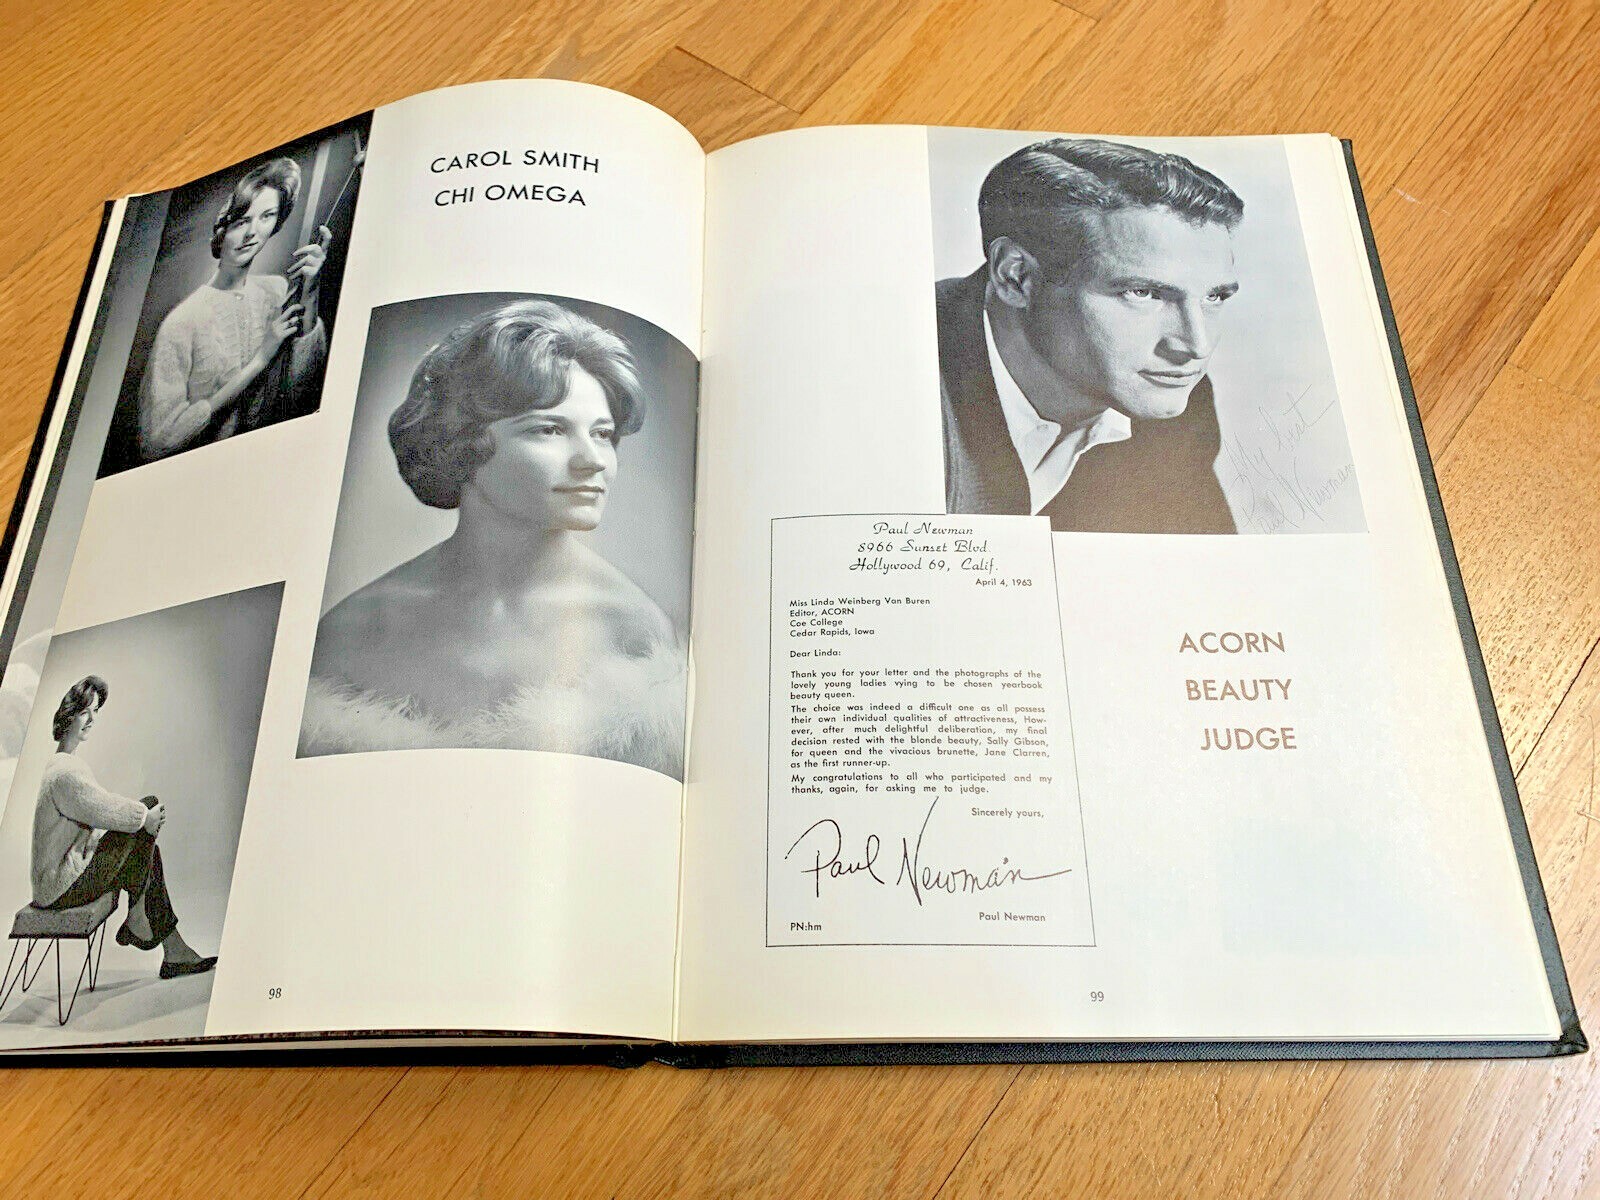 CAROL SMITH
CHI OMEGA
98
My best
Paul Newman
Paul Newman
8966 Sunset Blvd.
Hollywood 69, Calif.
April 4, 1963
Miss Linda Weinberg Van Buren
Editor, ACORN
Coe College
Cedar Rapids, Iowa
Dear Linda:
Thank you for your letter and the photographs of the
lovely young ladies vying to be chosen yearbook
beauty queen.
The choice was indeed a difficult one as all possess
their own individual qualities of attractiveness, How-
ever, after much delightful deliberation, my final
decision rested with the blonde beauty, Sally Gibson,
for queen and the vivacious brunette, Jane Clarren,
as the first runner-up.
My congratulations to all who participated and my
thanks, again, for asking me to judge.
Sincerely yours,
Paul Newman
Paul Newman
PN:hm
ACORN
BEAUTY
JUDGE
99